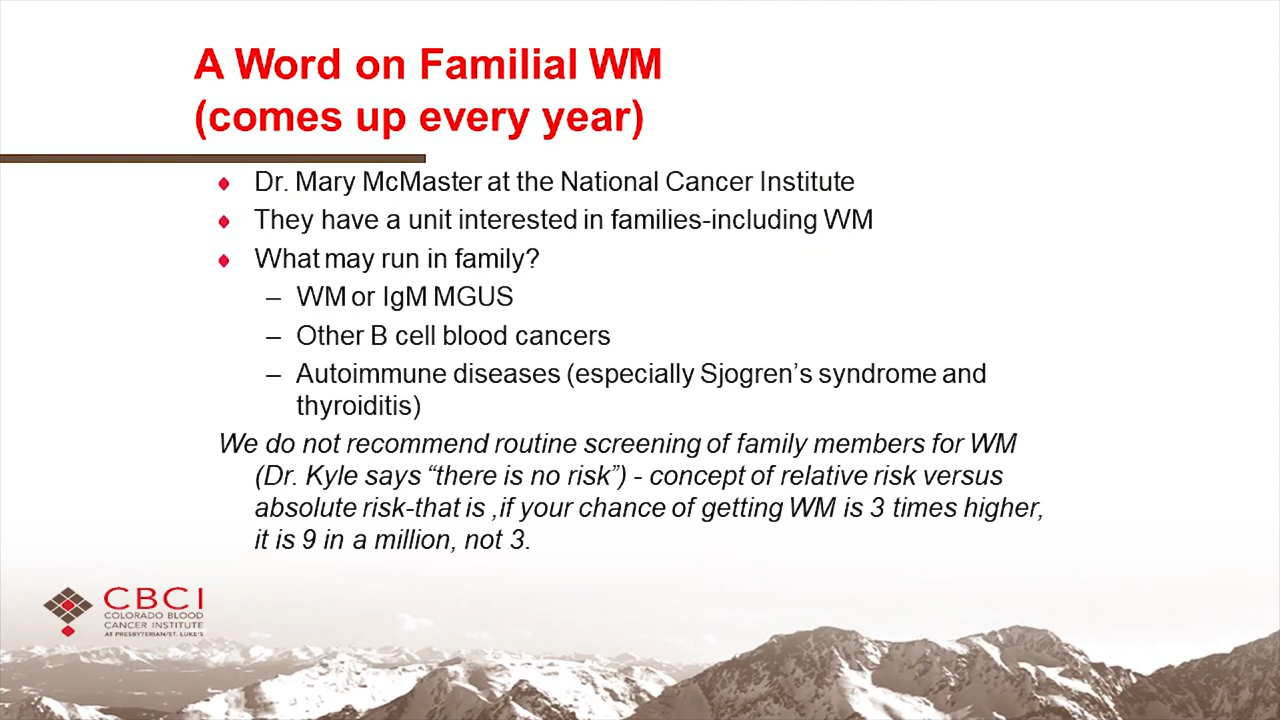 A Word on Familial WM
(comes up every year)
Dr. Mary McMaster at the National Cancer Institute
They have a unit interested in families-including WM
What may run in family?
– WM or IgM MGUS
– Other B cell blood cancers
– Autoimmune diseases (especially Sjogren’s syndrome and
thyroiditis)
We do not recommend routine screening of family members for WM
(Dr. Kyle says “there is no risk”) - concept of relative risk versus
absolute risk-that is ,if your chance of getting WM is 3 times higher,
it is 9 in a million, not 3.
CBCI
COLORADO BLOOD
CANCER INSTITUTE
AT PRESBYTERIAN/ST. LUKE'S